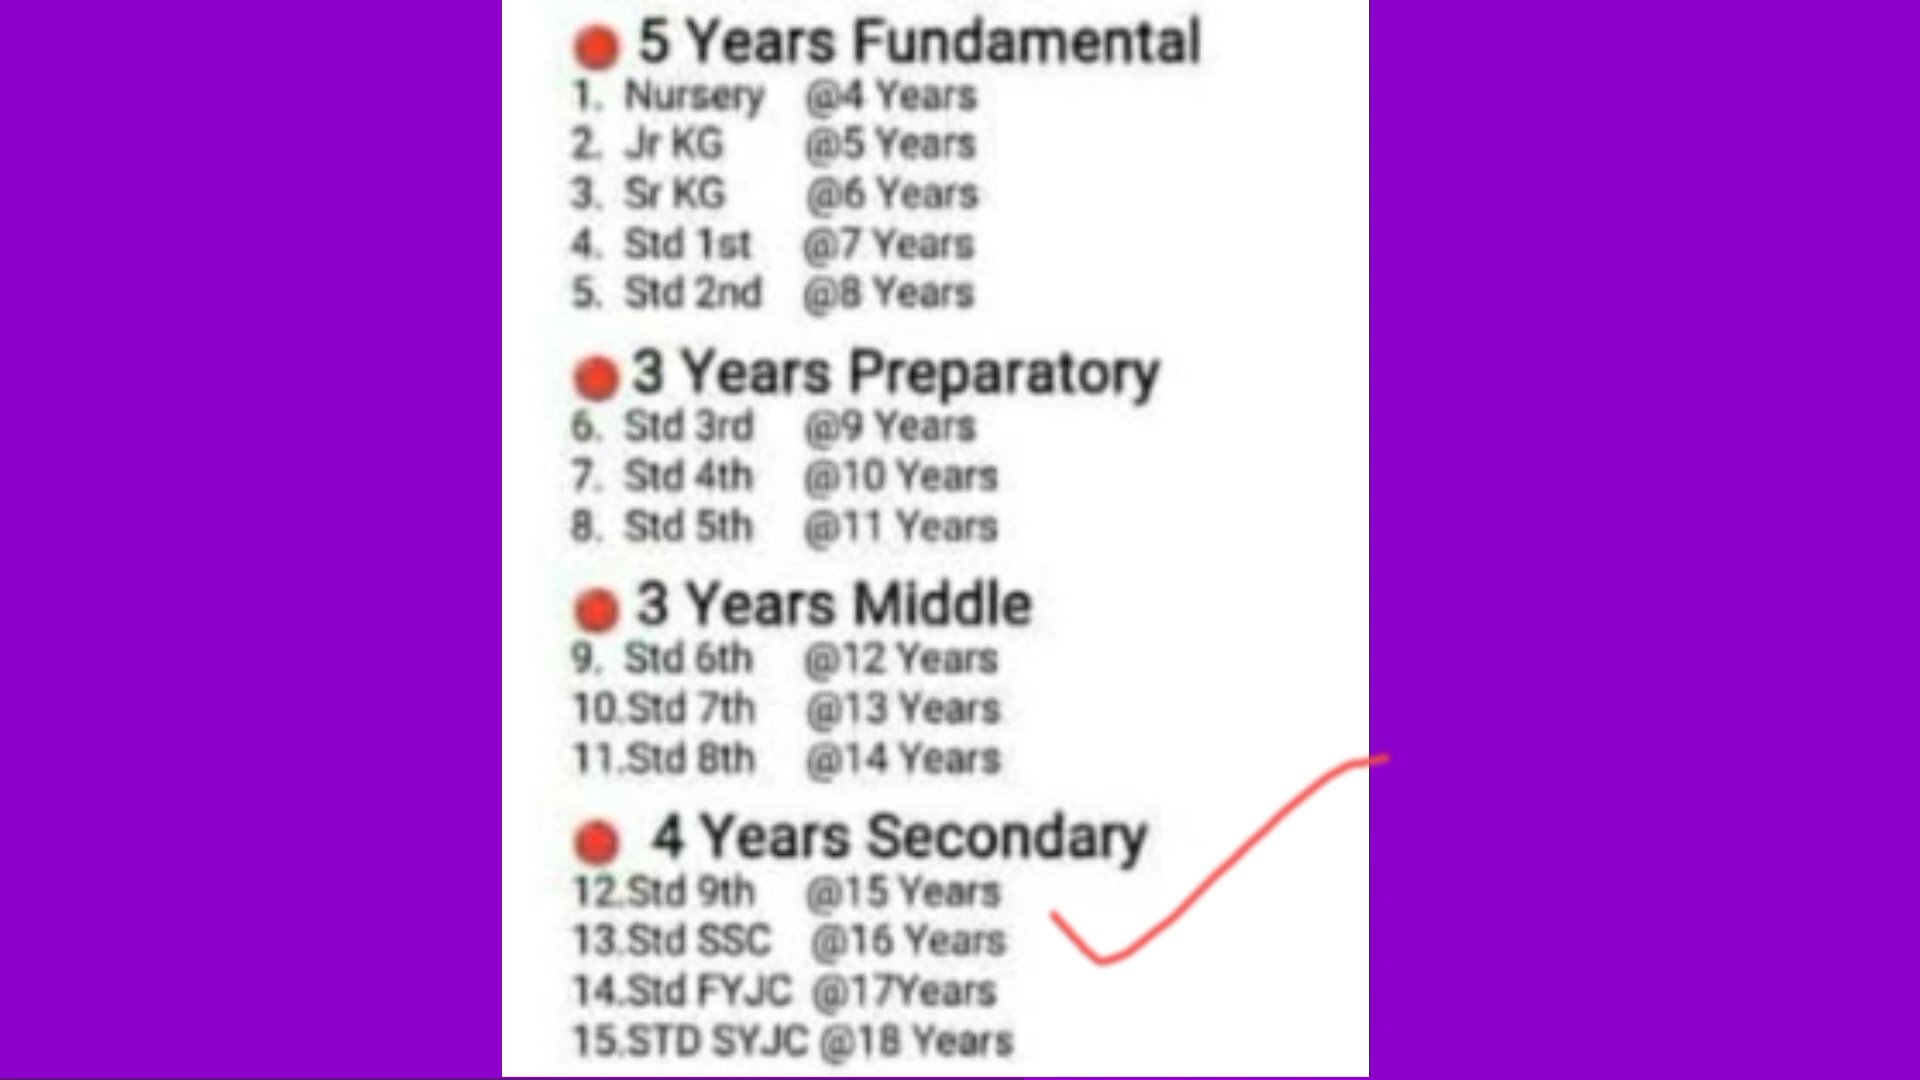 5 Years Fundamental
1. Nursery @4 Years
2. Jr KG @5 Years
3. Sr KG @6 Years
4. Std 1st @7 Years
5. Std 2nd @8 Years
3 Years Preparatory
6. Std 3rd @9 Years
7. Std 4th @10 Years
8. Std 5th @11 Years
3 Years Middle
9. Std 6th @12 Years
10.Std 7th @13 Years
11.Std 8th @14 Years
4 Years Secondary
12.Std 9th @15 Years
13.Std SSC @16 Years
14.Std FYJC @17Years
15.STD SYJC @18 Years